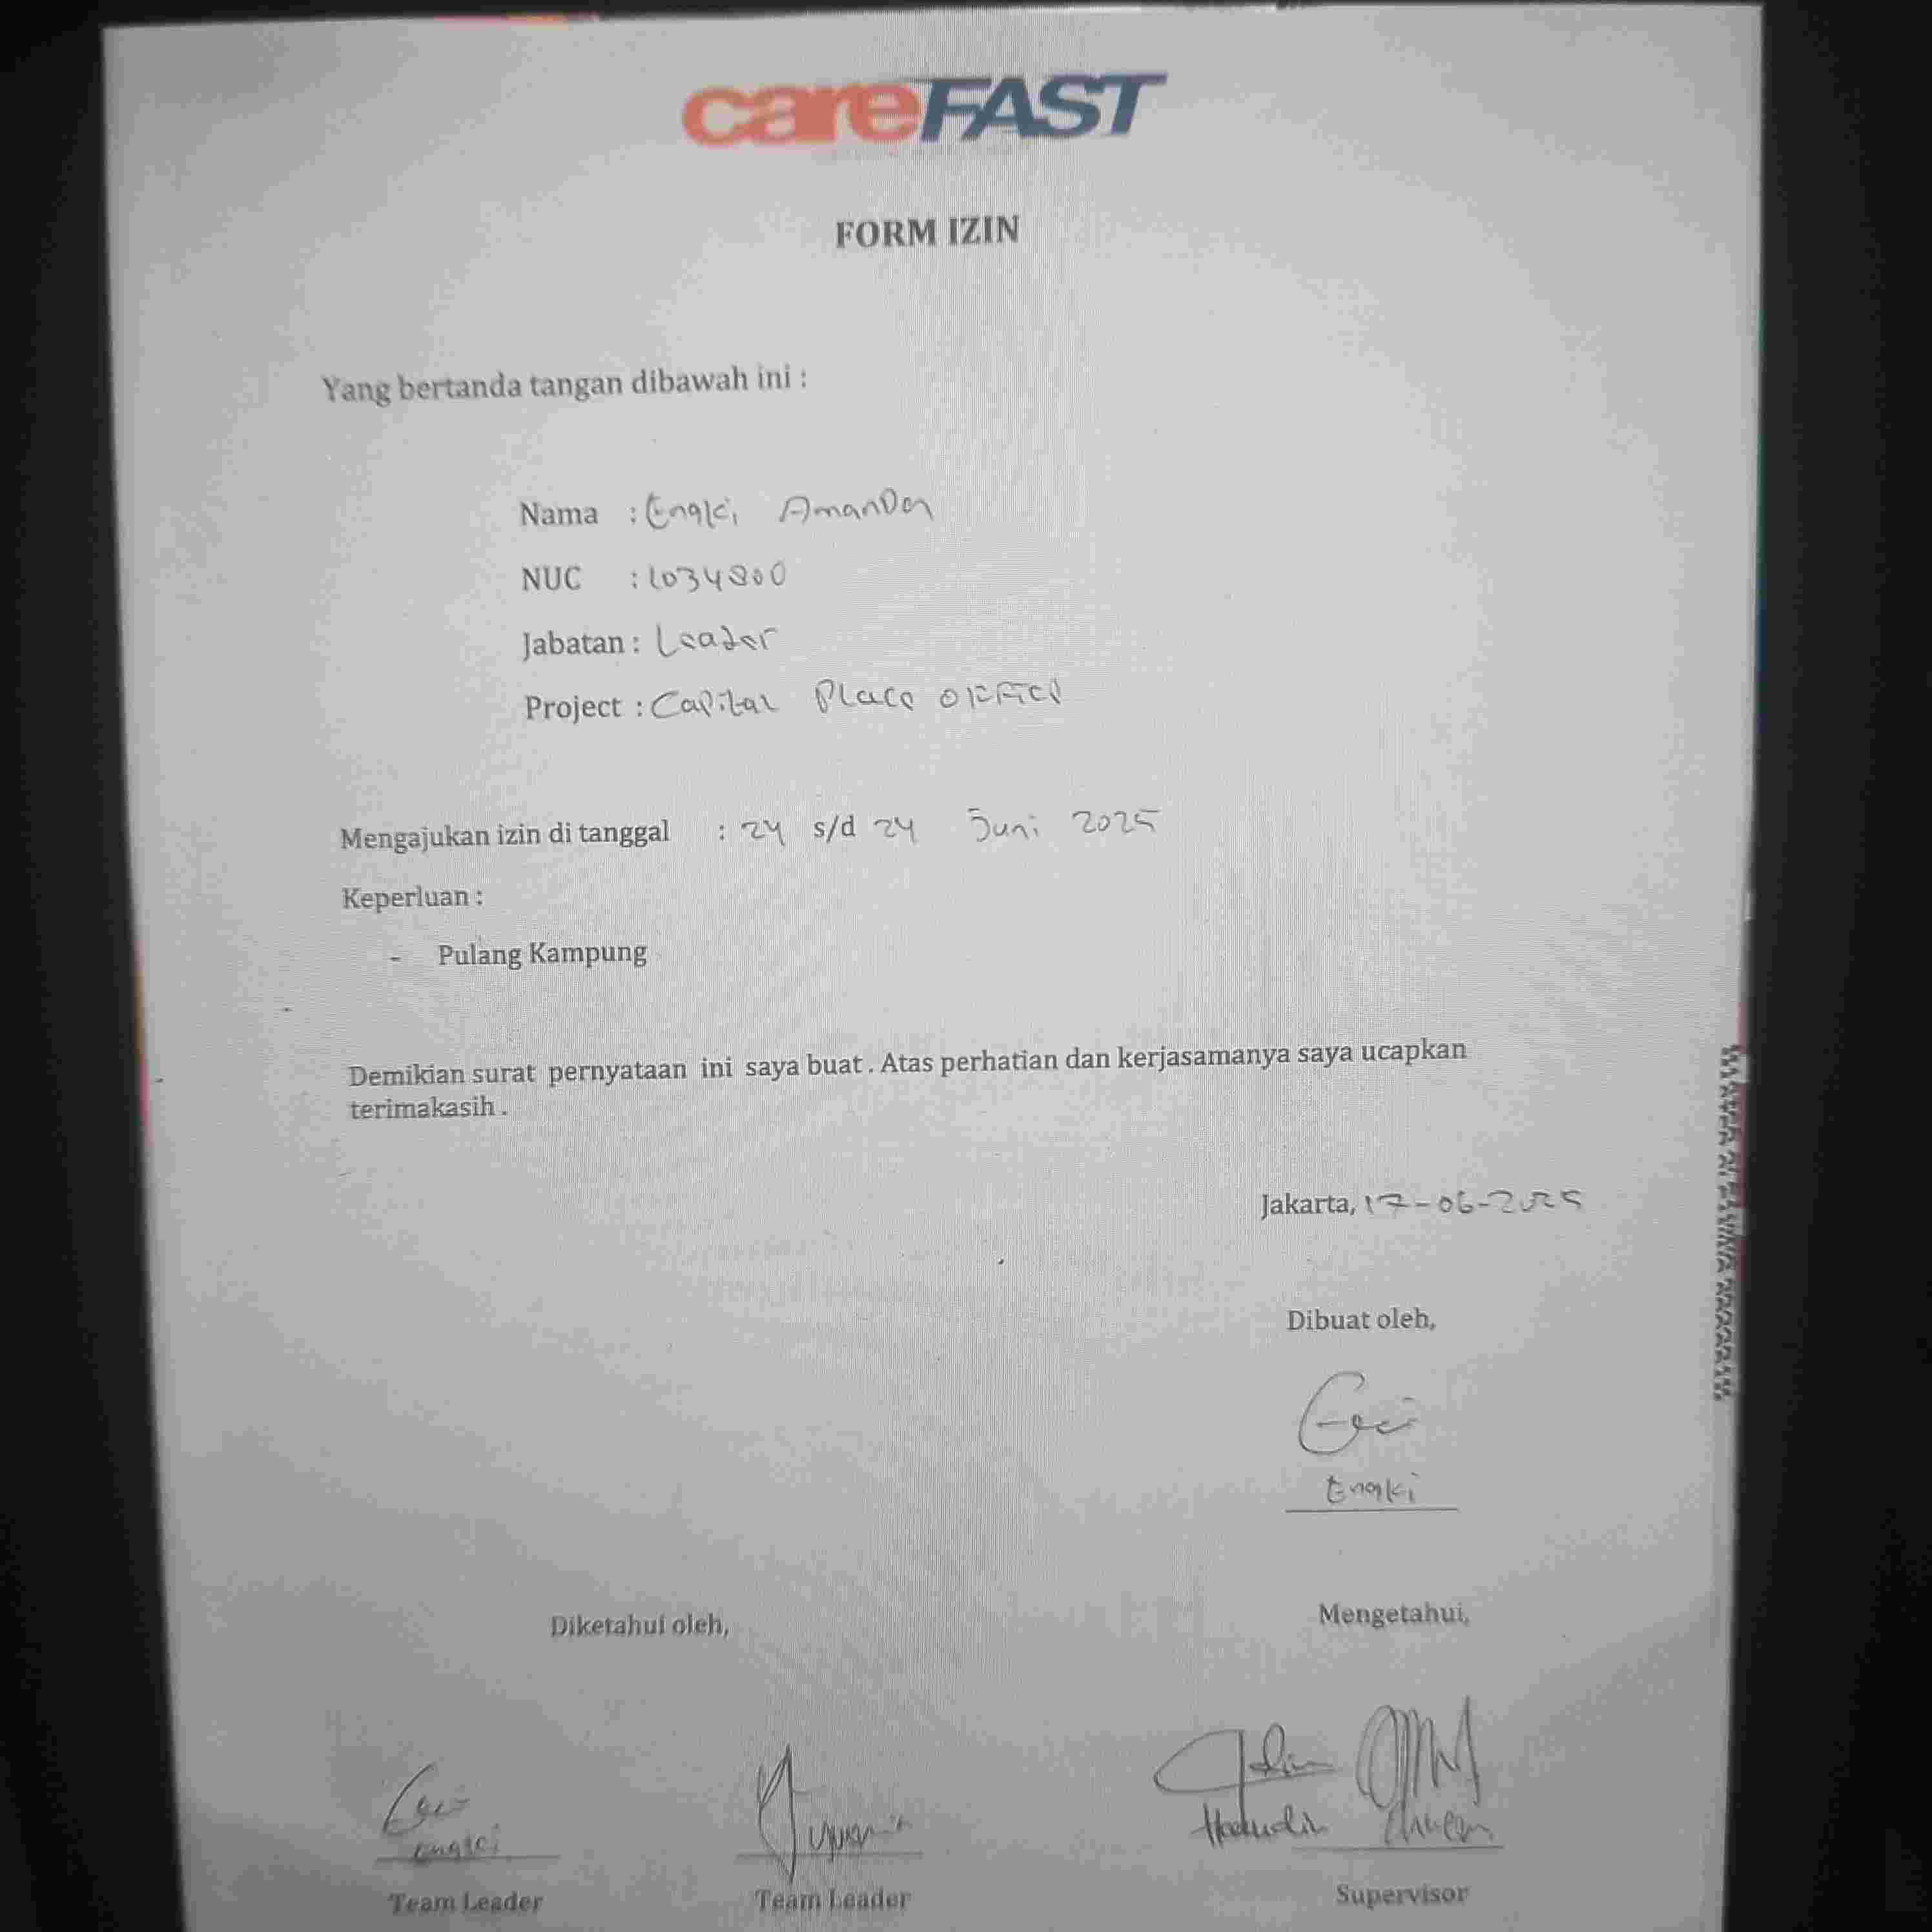 careFAST
FORM IZIN
Yang bertanda tangan dibawah ini :
Nama : Engki Amanda
NUC : 1034800
Jabatan : Leader
Project : Capital Place OFFice
Mengajukan izin di tanggal : 24 s/d 24 Juni 2025
Keperluan :
- Pulang Kampung
Demikian surat pernyataan ini saya buat . Atas perhatian dan kerjasamanya saya ucapkan
terimakasih .
Jakarta, 17-06-2025
Dibuat oleh,
Engki
Diketahui oleh,
Mengetahui,
Engki
Team Leader
Team Leader
Supervisor